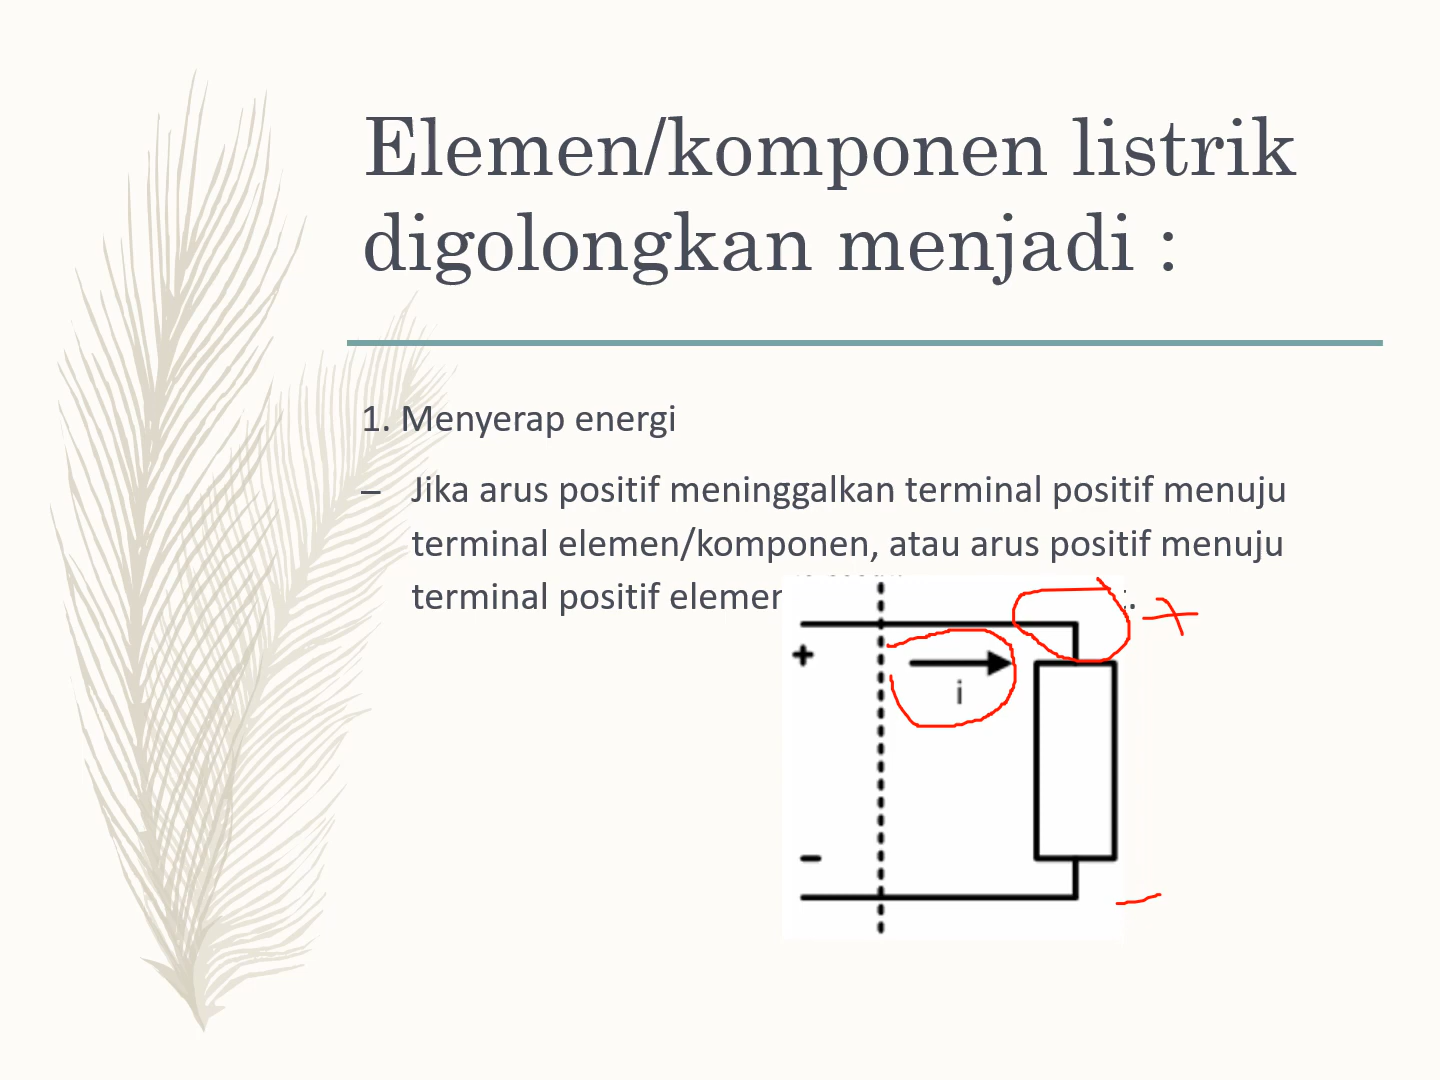 Elemen/komponen listrik
digolongkan menjadi :
1. Menyerap energi
– Jika arus positif meninggalkan terminal positif menuju
terminal elemen/komponen, atau arus positif menuju
terminal positif
+
+
i
-
-